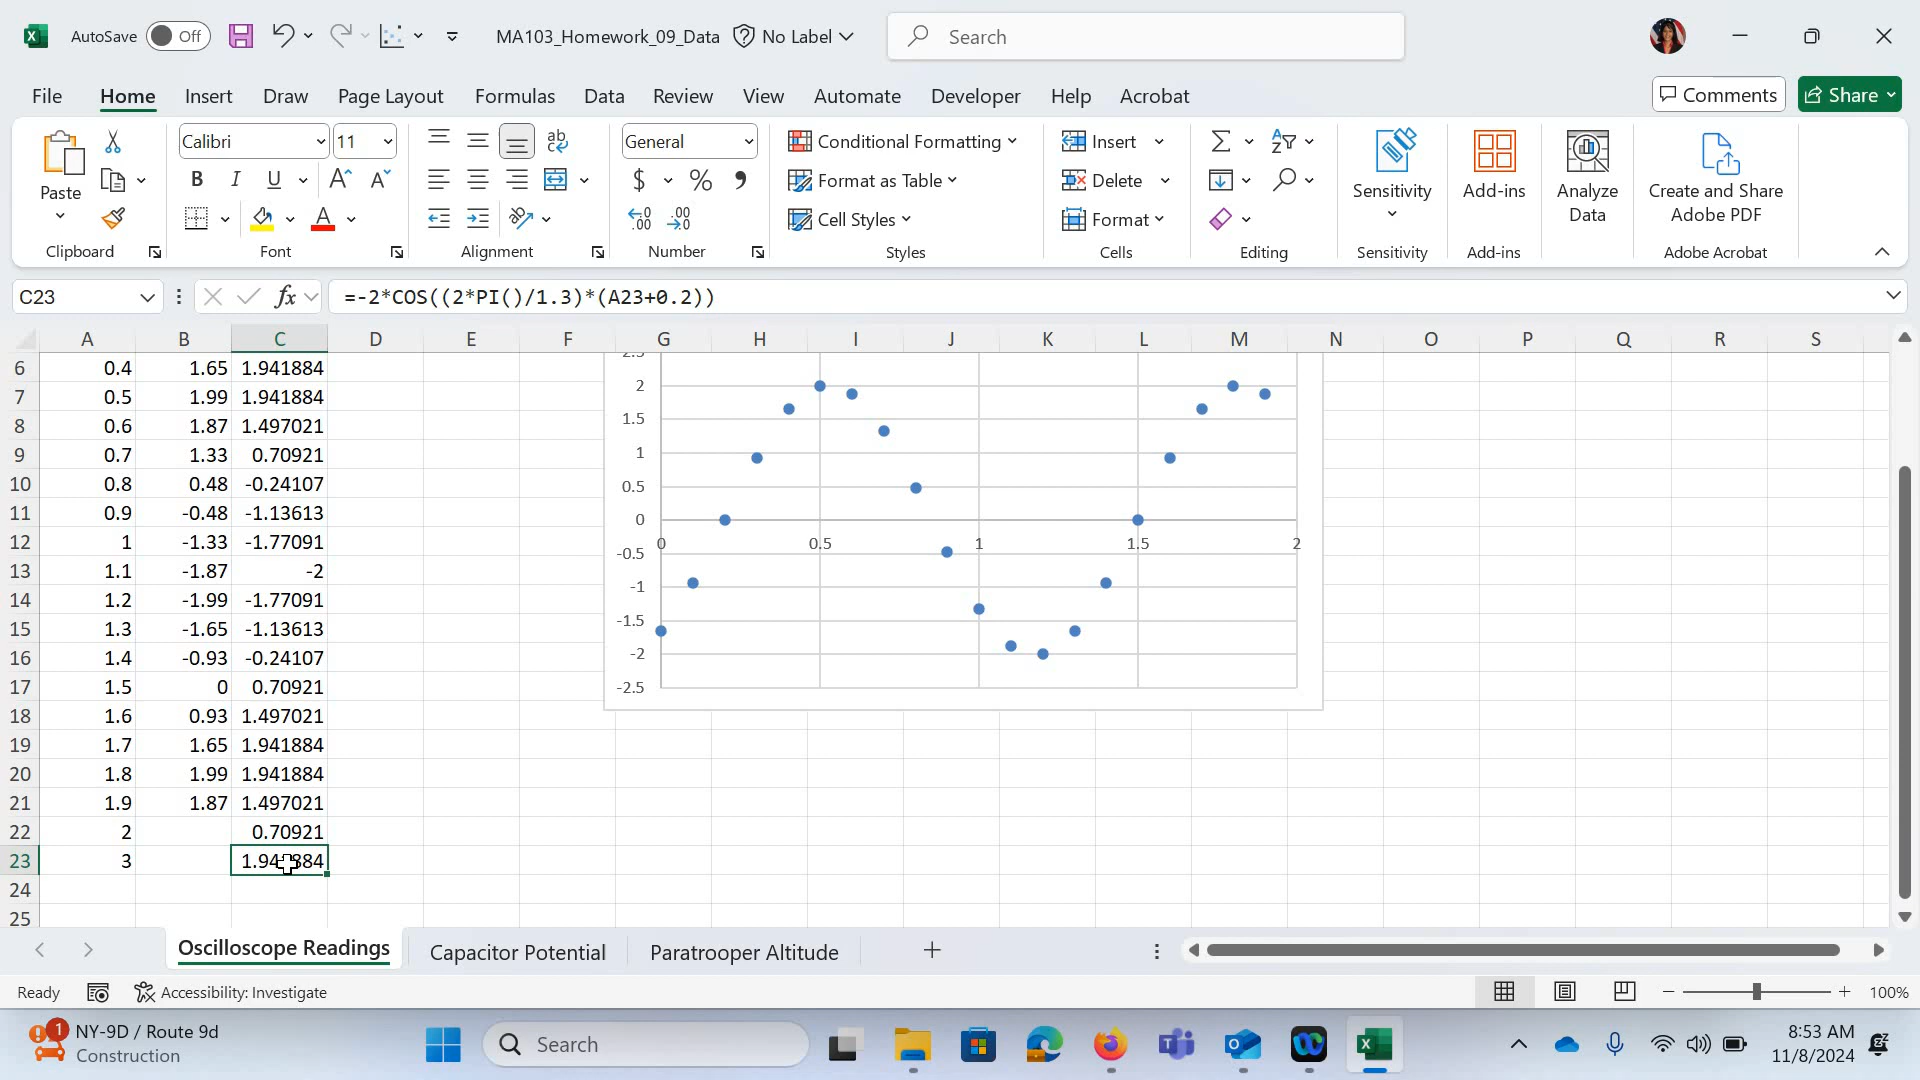 AutoSave Off MA103_Homework_09_Data No Label Search
File Home Insert Draw Page Layout Formulas Data Review View Automate Developer Help Acrobat Comments Share
Paste Calibri 11 General Conditional Formatting Insert Sensitivity Add-ins Analyze Data Create and Share Adobe PDF
B I U $ % Format as Table Delete
Cell Styles Format
Clipboard Font Alignment Number Styles Cells Editing Sensitivity Add-ins Adobe Acrobat
C23 fx =-2*COS((2*PI()/1.3)*(A23+0.2))
A B C D E F G H I J K L M N O P Q R S
6 0.4 1.65 1.941884
7 0.5 1.99 1.941884
8 0.6 1.87 1.497021
9 0.7 1.33 0.70921
10 0.8 0.48 -0.24107
11 0.9 -0.48 -1.13613
12 1 -1.33 -1.77091
13 1.1 -1.87 -2
14 1.2 -1.99 -1.77091
15 1.3 -1.65 -1.13613
16 1.4 -0.93 -0.24107
17 1.5 0 0.70921
18 1.6 0.93 1.497021
19 1.7 1.65 1.941884
20 1.8 1.99 1.941884
21 1.9 1.87 1.497021
22 2 0.70921
23 3
24
25
2.5
2
1.5
1
0.5
0
-0.5
-1
-1.5
-2
-2.5
0 0.5 1 1.5 2
Oscilloscope Readings Capacitor Potential Paratrooper Altitude
Ready Accessibility: Investigate 100%
1 NY-9D / Route 9d
Construction
Search
8:53 AM
11/8/2024